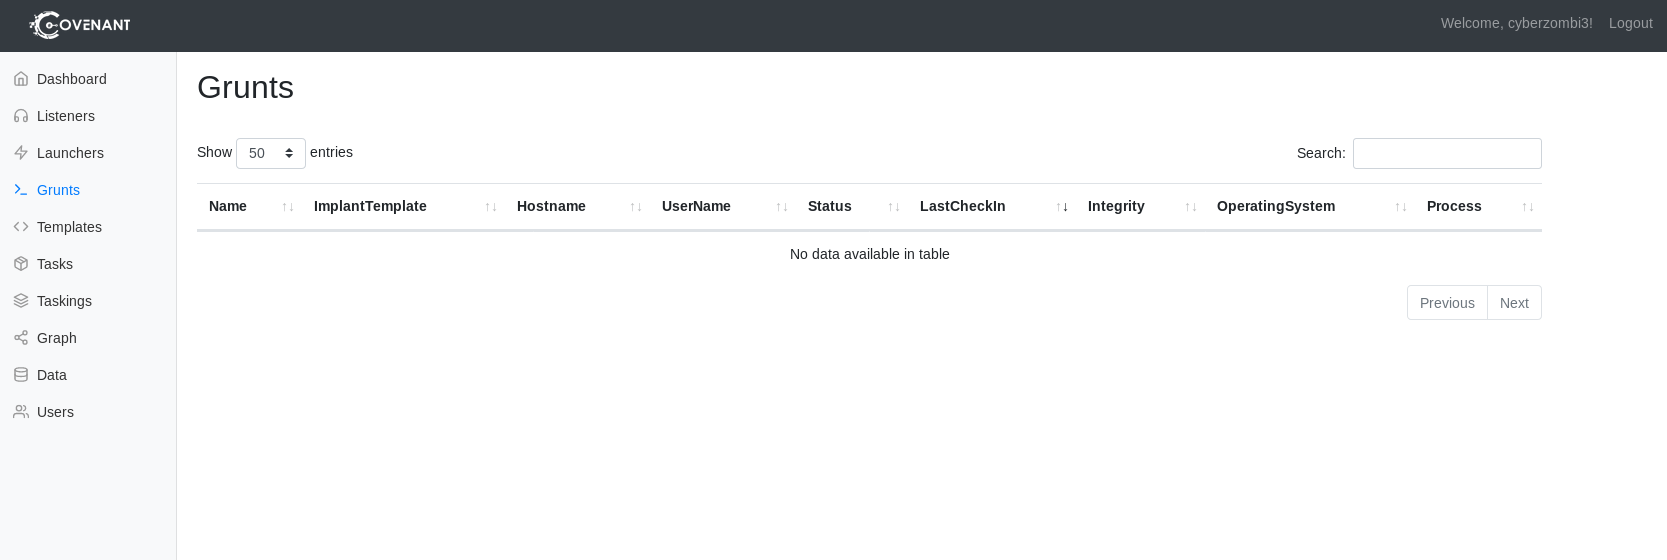 COVENANT
Welcome, cyberzombi3! Logout
Dashboard
Listeners
Launchers
Grunts
Templates
Tasks
Taskings
Graph
Data
Users
Grunts
Show 50 entries
Search:
Name ImplantTemplate Hostname UserName Status LastCheckIn Integrity OperatingSystem Process
No data available in table
Previous Next